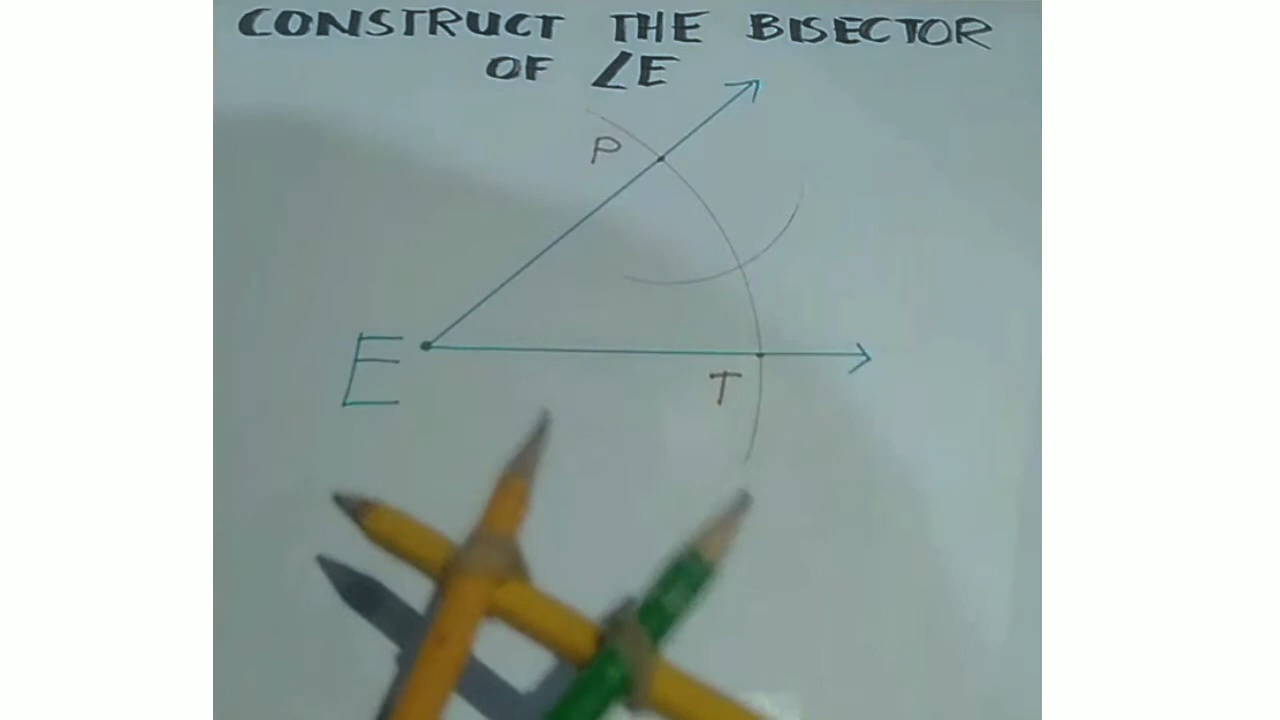 CONSTRUCT THE BISECTOR
OF ∠E
P
E
T